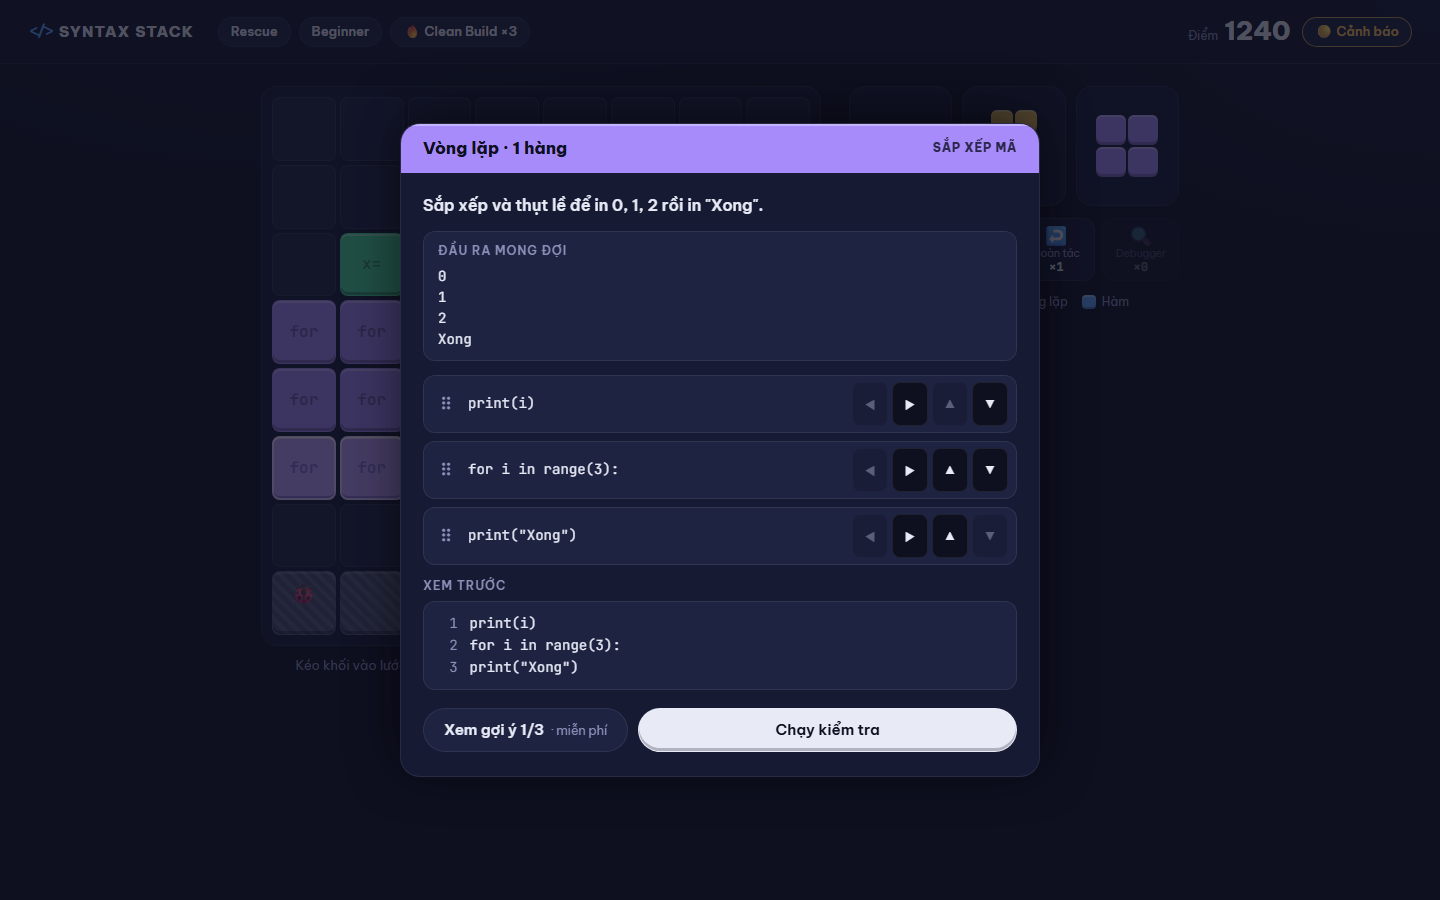 </> SYNTAX STACK
Rescue
Beginner
Clean Build ×3
Điểm 1240
Cảnh báo
Vòng lặp · 1 hàng
SẮP XẾP MÃ
Sắp xếp và thụt lề để in 0, 1, 2 rồi in "Xong".
ĐẦU RA MONG ĐỢI
0
1
2
Xong
print(i)
for i in range(3):
print("Xong")
XEM TRƯỚC
1 print(i)
2 for i in range(3):
3 print("Xong")
Xem gợi ý 1/3 · miễn phí
Chạy kiểm tra
x=
for for
for for
for for
Kéo khối vào
oàn tác
×1
Debugger
×0
g lặp
Hàm